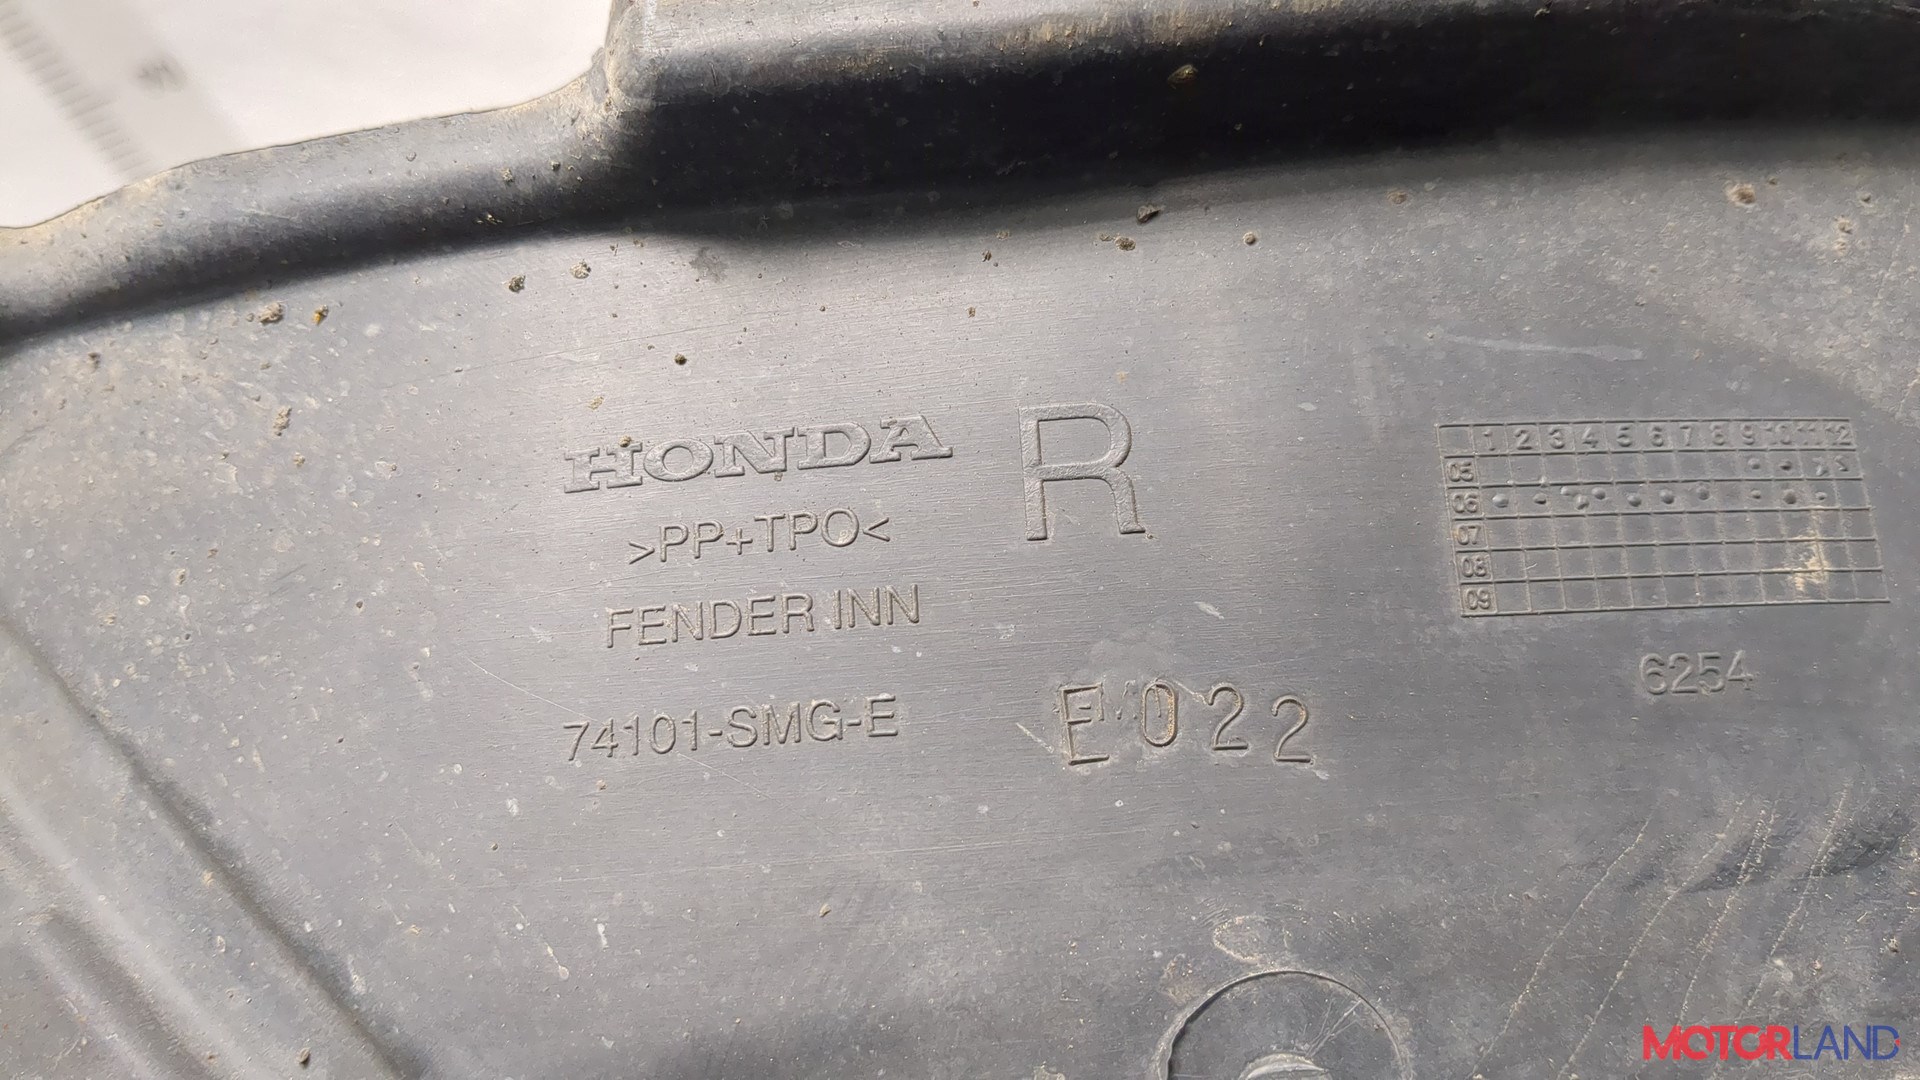 HONDA
R
>PP+TPO<
FENDER INN
74101-SMG-E
E022
1 2 3 4 5 6 7 8 9 10 11 12
05
06
07
08
09
6254
MOTORLAND